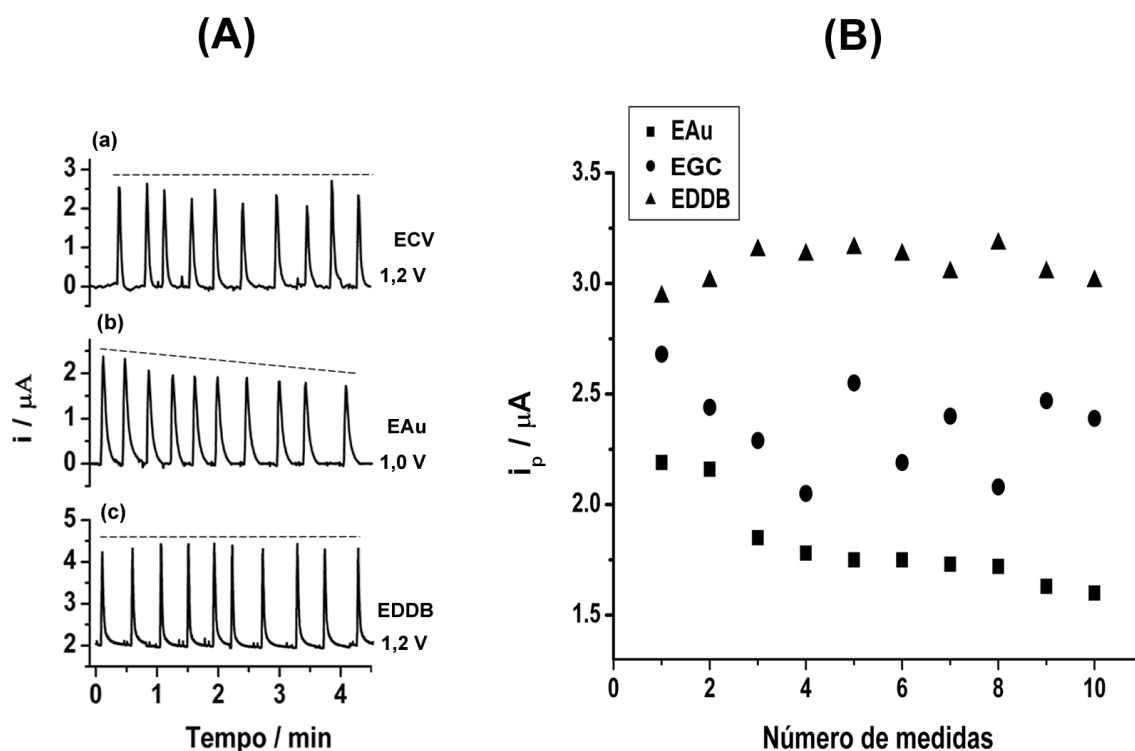 (A)
(B)
(a)
3
2
1
0
ECV
1,2 V
(b)
2
1
0
EAu
1,0 V
(c)
5
4
3
2
EDDB
1,2 V
0 1 2 3 4
i / μA
Tempo / min
EAu
EGC
EDDB
3.5
3.0
2.5
2.0
1.5
0 2 4 6 8 10
i_p / μA
Número de medidas